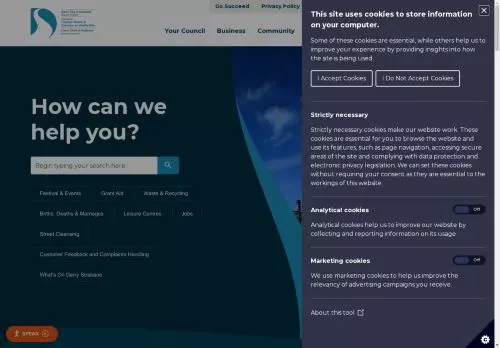 Go Succeed
Privacy Policy
Your Council
Business
Community
How can we
help you?
Begin typing your search here
Festival & Events
Grant Aid
Waste & Recycling
Births, Deaths & Marriages
Leisure Centres
Jobs
Street Cleansing
Customer Feedback and Complaints Handling
What's On Derry Strabane
SPEAK
This site uses cookies to store information
on your computer.
Some of these cookies are essential, while others help us to
improve your experience by providing insights into how
the site is being used.
I Accept Cookies
I Do Not Accept Cookies
Strictly necessary
Strictly necessary cookies make our website work. These
cookies are essential for you to browse the website and
use its features, such as page navigation, accessing secure
areas of the site and complying with data protection and
electronic privacy legislation. We can set these cookies
without requiring your consent, as they are essential to the
workings of this website.
Analytical cookies
Off
Analytical cookies help us to improve our website by
collecting and reporting information on its usage.
Marketing cookies
Off
We use marketing cookies to help us improve the
relevancy of advertising campaigns you receive.
About this tool